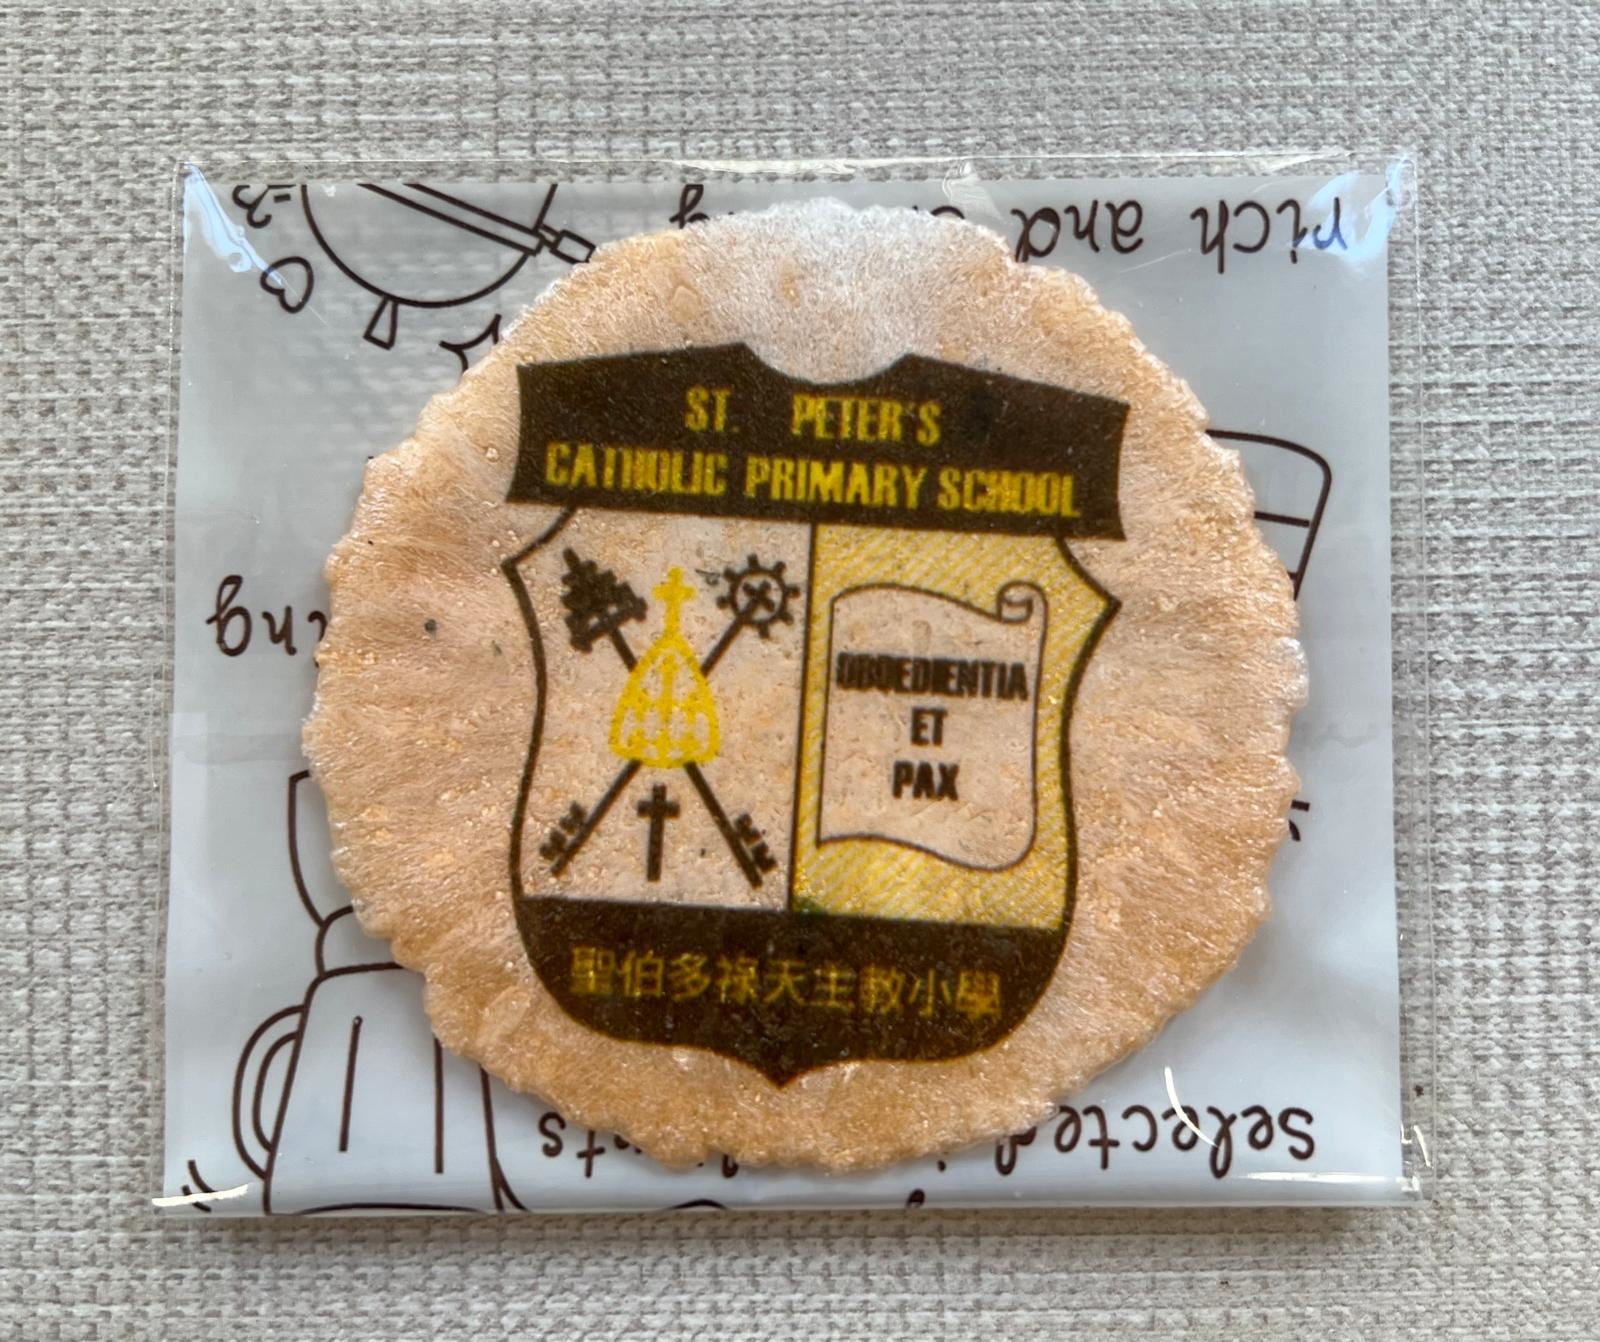 rich and
ing
ST. PETER'S
CATHOLIC PRIMARY SCHOOL
OBOEDIENTIA
ET
PAX
聖伯多祿天主教小學
selected